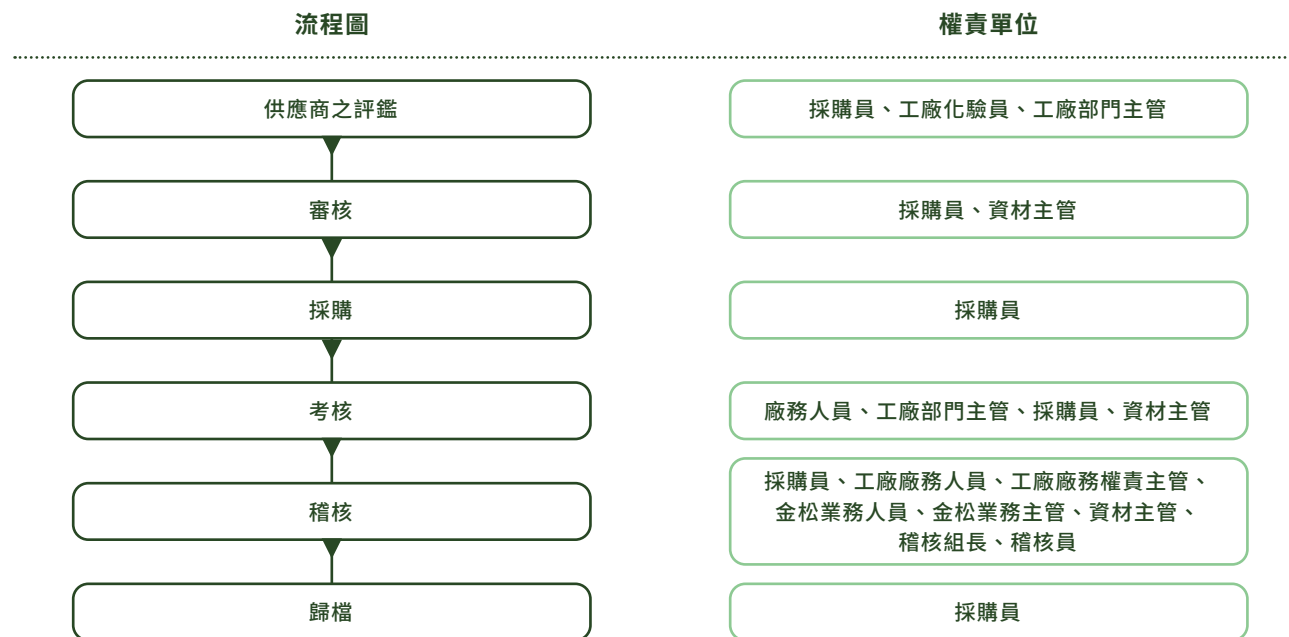 流程圖
權責單位
供應商之評鑑
採購員、工廠化驗員、工廠部門主管
審核
採購員、資材主管
採購
採購員
考核
廠務人員、工廠部門主管、採購員、資材主管
稽核
採購員、工廠廠務人員、工廠廠務權責主管、
金松業務人員、金松業務主管、資材主管、
稽核組長、稽核員
歸檔
採購員